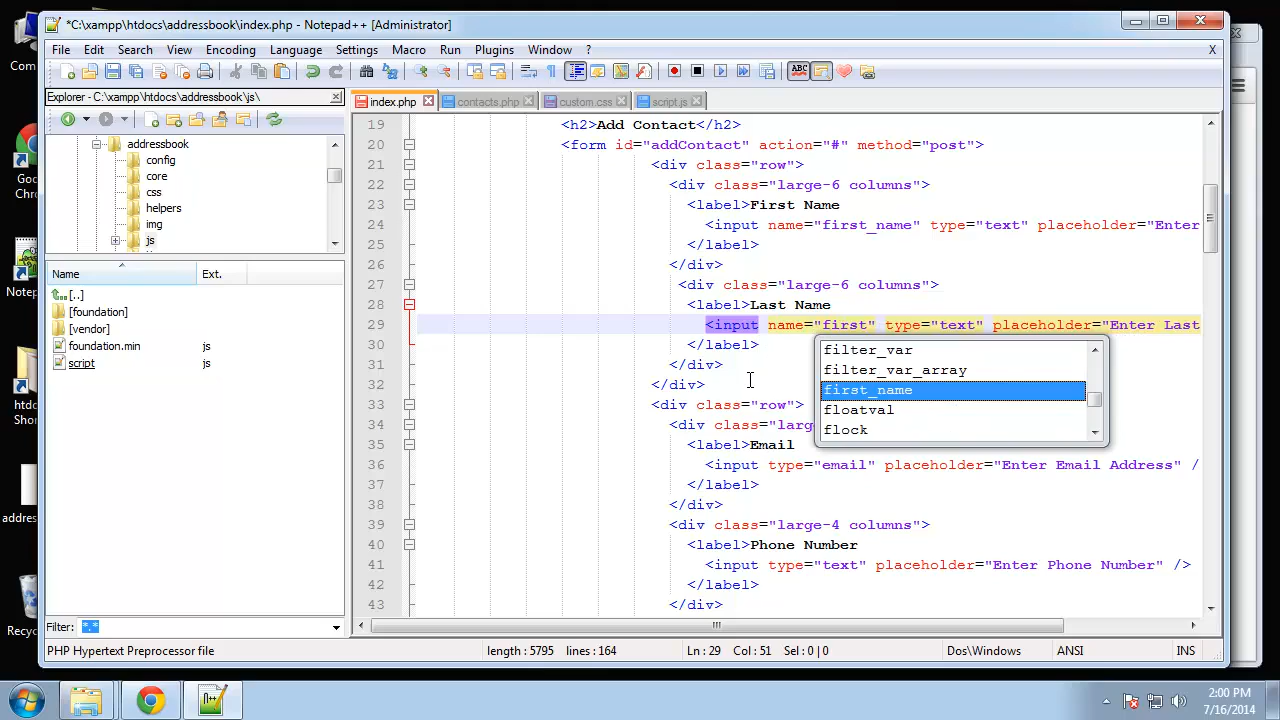 *C:\xampp\htdocs\addressbook\index.php - Notepad++ [Administrator]
File Edit Search View Encoding Language Settings Macro Run Plugins Window ? X
Explorer - C:\xampp\htdocs\addressbook\js\
index.php contacts.php custom.css script.js
addressbook
config
core
css
helpers
img
js
Name Ext.
[..]
[foundation]
[vendor]
foundation.min js
script js
Filter: *.*
19 <h2>Add Contact</h2>
20 <form id="addContact" action="#" method="post">
21 <div class="row">
22 <div class="large-6 columns">
23 <label>First Name
24 <input name="first_name" type="text" placeholder="Enter
25 </label>
26 </div>
27 <div class="large-6 columns">
28 <label>Last Name
29 <input name="first" type="text" placeholder="Enter Last
30 </label>
31 </div>
32 </div>
33 <div class="row">
34 <div class="larg
35 <label>Email
36 <input type="email" placeholder="Enter Email Address" /
37 </label>
38 </div>
39 <div class="large-4 columns">
40 <label>Phone Number
41 <input type="text" placeholder="Enter Phone Number" />
42 </label>
43 </div>
filter_var
filter_var_array
first_name
floatval
flock
PHP Hypertext Preprocessor file length : 5795 lines : 164 Ln : 29 Col : 51 Sel : 0 | 0 Dos\Windows ANSI INS
Com
Goo
Chro
Notep
htdo
addres
Recyc
ABC
2:00 PM
7/16/2014